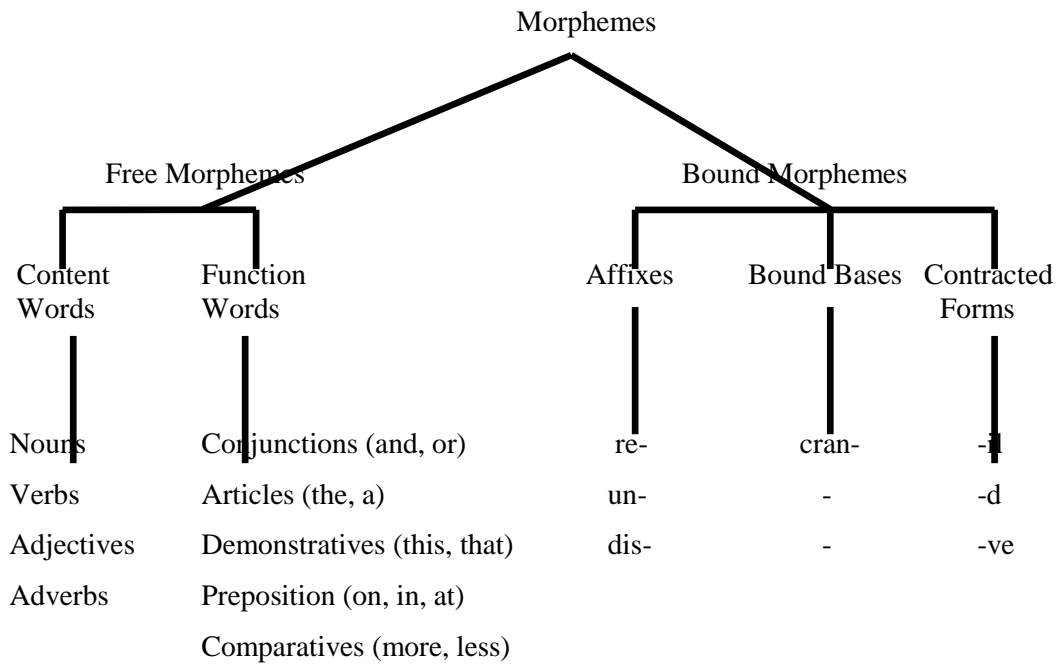 Morphemes
Free Morphemes Bound Morphemes
Content Function Affixes Bound Bases Contracted
Words Words Forms
Nouns Conjunctions (and, or) re- cran- -il
Verbs Articles (the, a) un- - -d
Adjectives Demonstratives (this, that) dis- - -ve
Adverbs Preposition (on, in, at)
Comparatives (more, less)